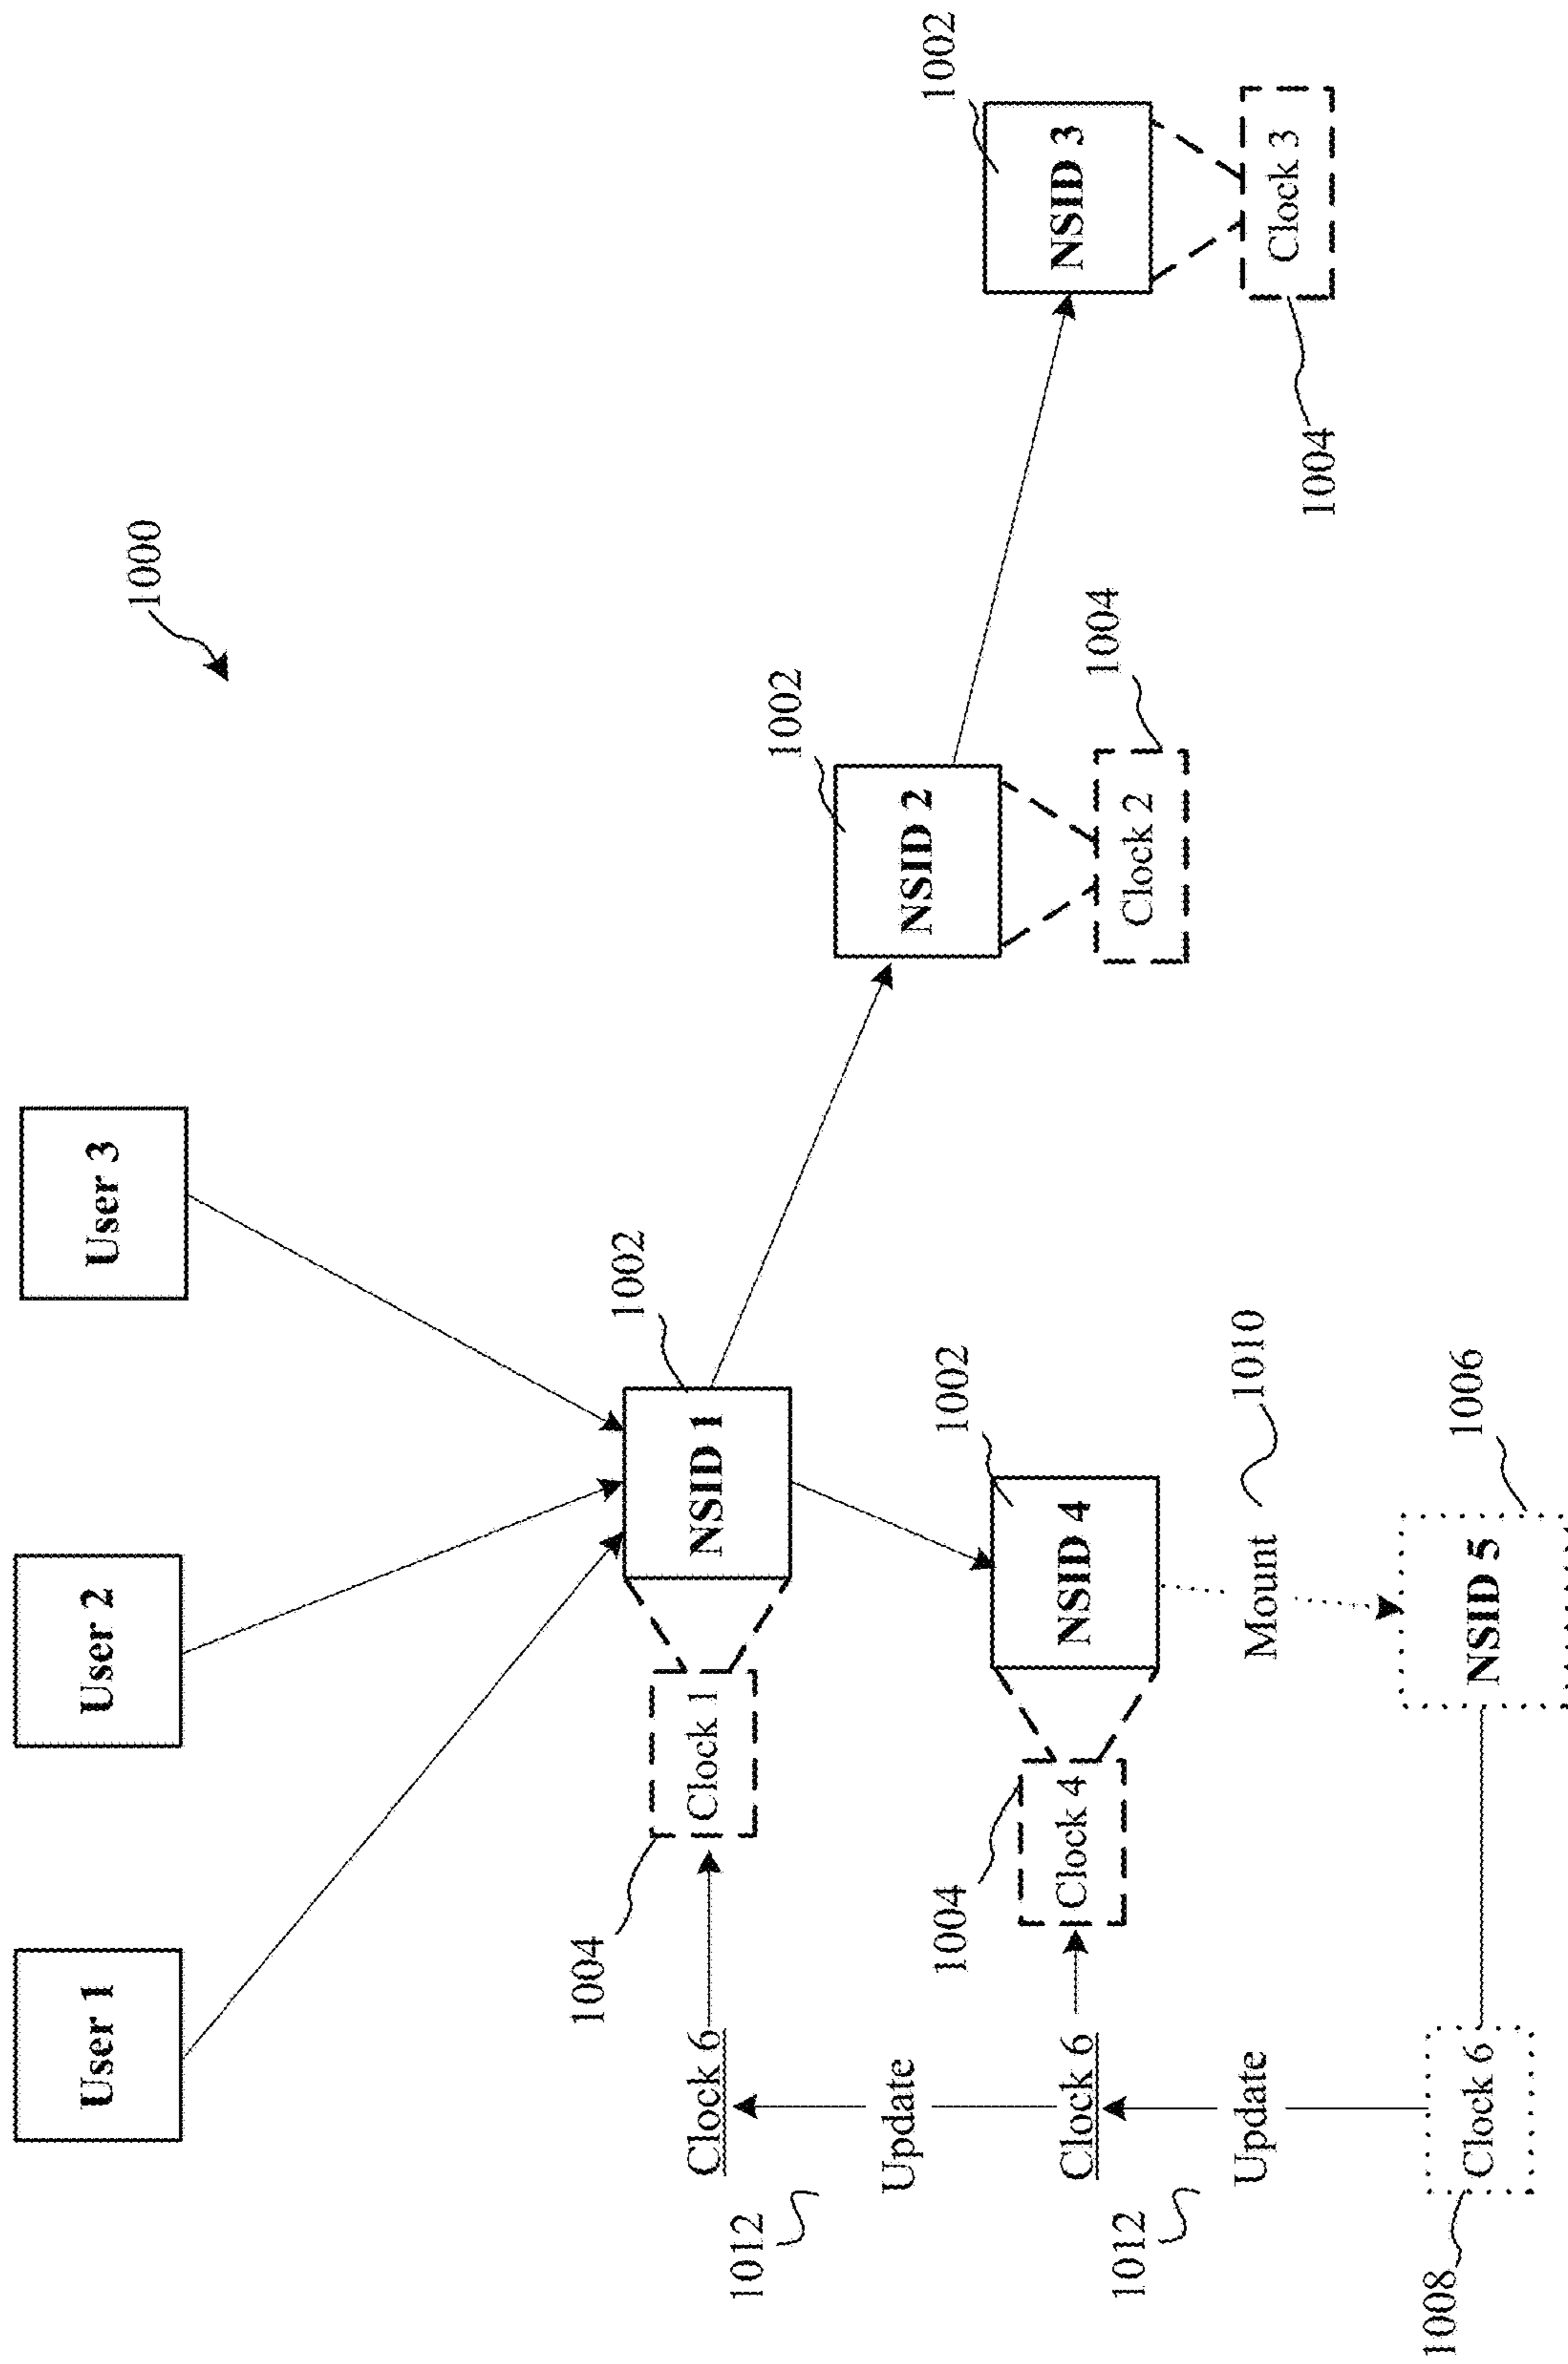 1000
User 1
User 2
User 3
1002
NSID 1
1004
Clock 1
Clock 6
1012
Update
1002
NSID 2
1004
Clock 2
1002
NSID 3
1004
Clock 3
1002
NSID 4
1004
Clock 4
Clock 6
1012
Update
Mount
1010
1006
NSID 5
Clock 6
1008